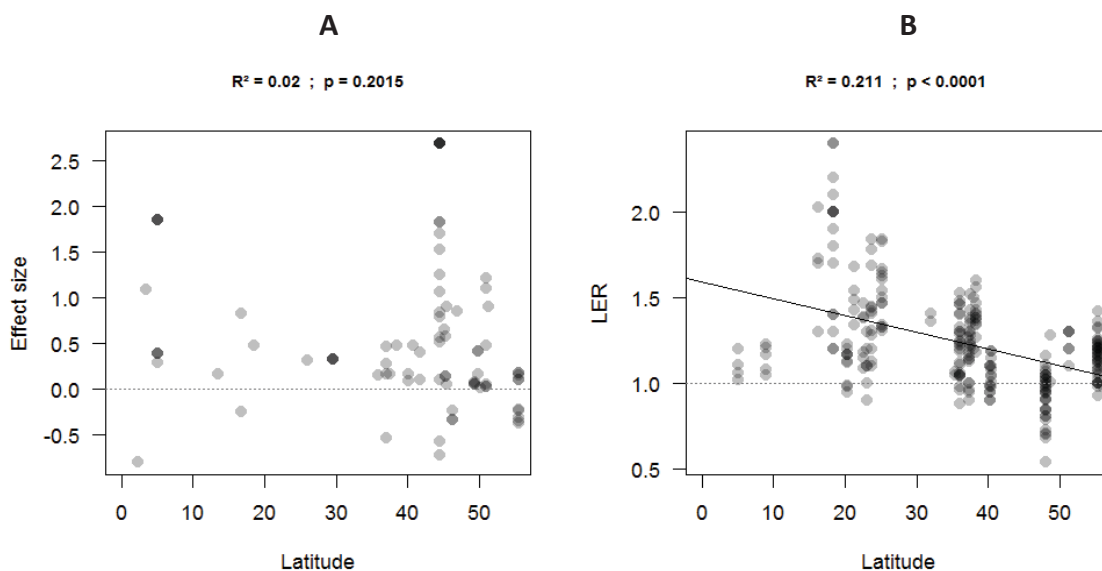 A
R² = 0.02 ; p = 0.2015
Effect size
2.5
2.0
1.5
1.0
0.5
0.0
-0.5
0 10 20 30 40 50
Latitude
B
R² = 0.211 ; p < 0.0001
LER
2.0
1.5
1.0
0.5
0 10 20 30 40 50
Latitude